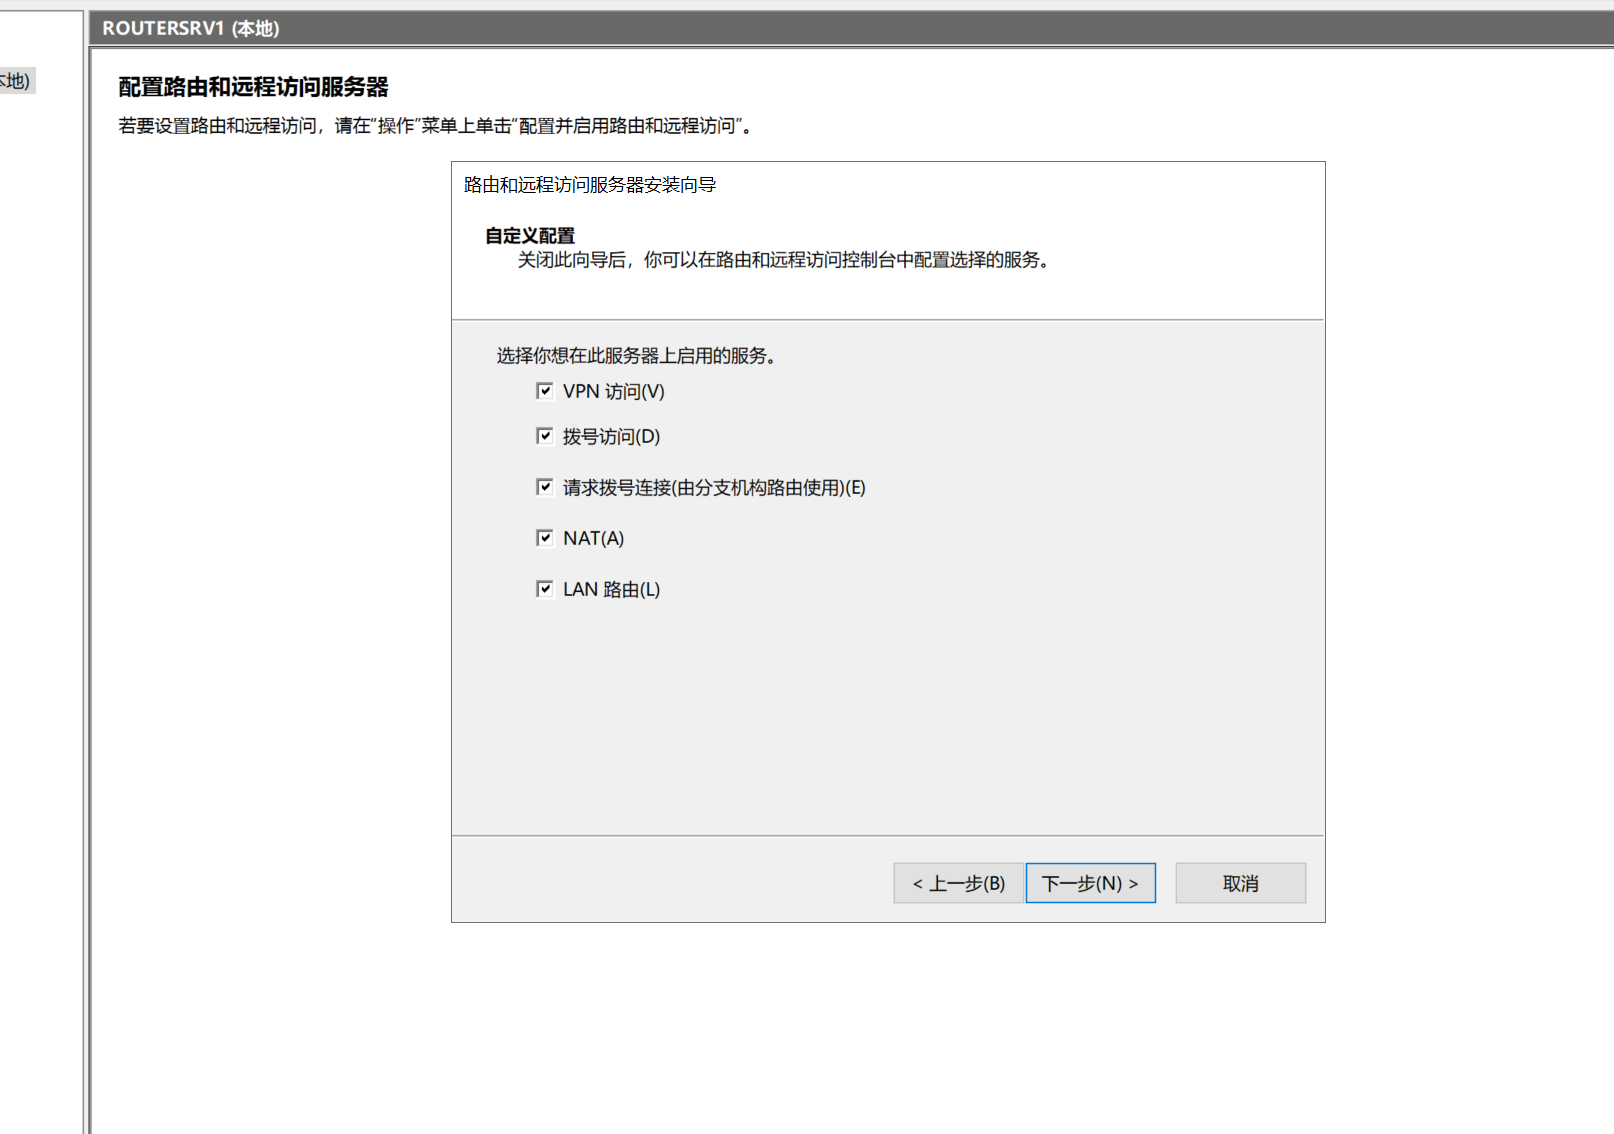 ROUTERSRV1 (本地)
本地)
配置路由和远程访问服务器
若要设置路由和远程访问，请在“操作”菜单上单击“配置并启用路由和远程访问”。
路由和远程访问服务器安装向导
自定义配置
关闭此向导后，你可以在路由和远程访问控制台中配置选择的服务。
选择你想在此服务器上启用的服务。
VPN 访问(V)
拨号访问(D)
请求拨号连接(由分支机构路由使用)(E)
NAT(A)
LAN 路由(L)
< 上一步(B) 下一步(N) > 取消